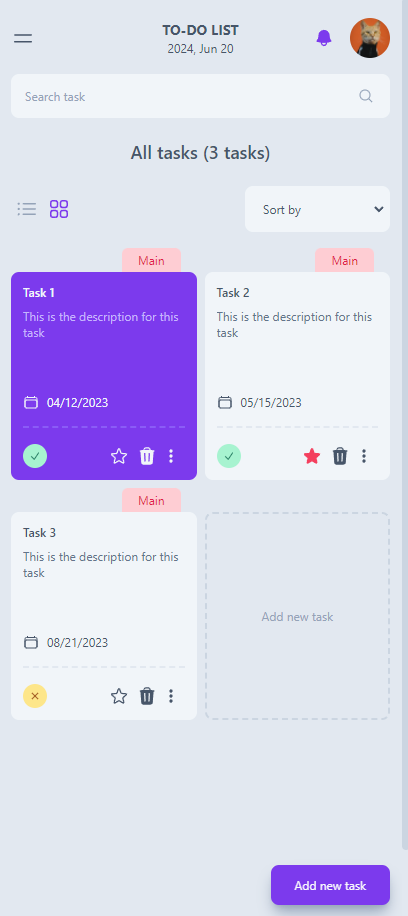 TO-DO LIST
2024, Jun 20
Search task
All tasks (3 tasks)
Sort by
Main
Main
Task 1
This is the description for this
task
04/12/2023
Task 2
This is the description for this
task
05/15/2023
Main
Task 3
This is the description for this
task
08/21/2023
Add new task
Add new task